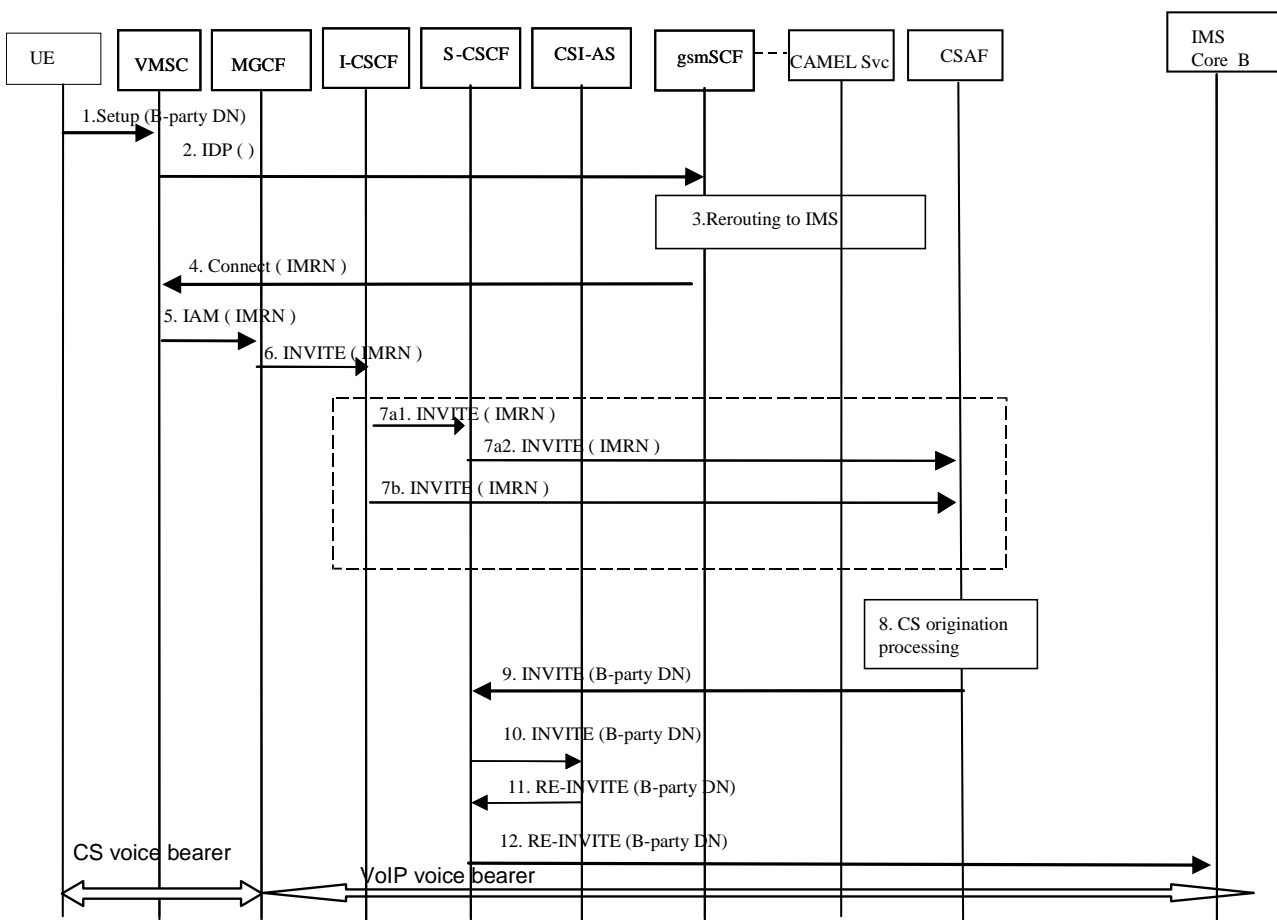 UE
VMSC
MGCF
I-CSCF
S-CSCF
CSI-AS
gsmSCF
CAMEL Svc
CSAF
IMS
Core B
1.Setup (B-party DN)
2. IDP ( )
3.Rerouting to IMS
4. Connect ( IMRN )
5. IAM ( IMRN )
6. INVITE ( IMRN )
7a1. INVITE ( IMRN )
7a2. INVITE ( IMRN )
7b. INVITE ( IMRN )
8. CS origination
processing
9. INVITE (B-party DN)
10. INVITE (B-party DN)
11. RE-INVITE (B-party DN)
12. RE-INVITE (B-party DN)
CS voice bearer
VoIP voice bearer